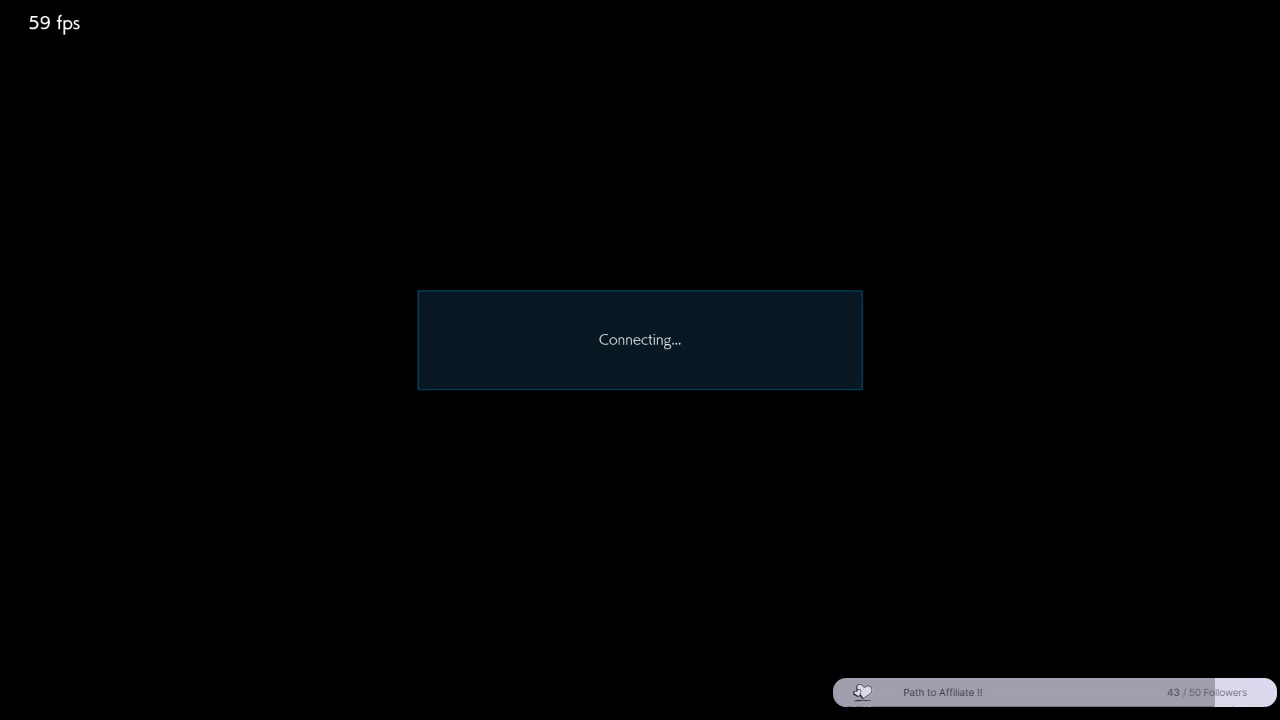 59 fps
Connecting...
Path to Affiliate !!
43 / 50 Followers